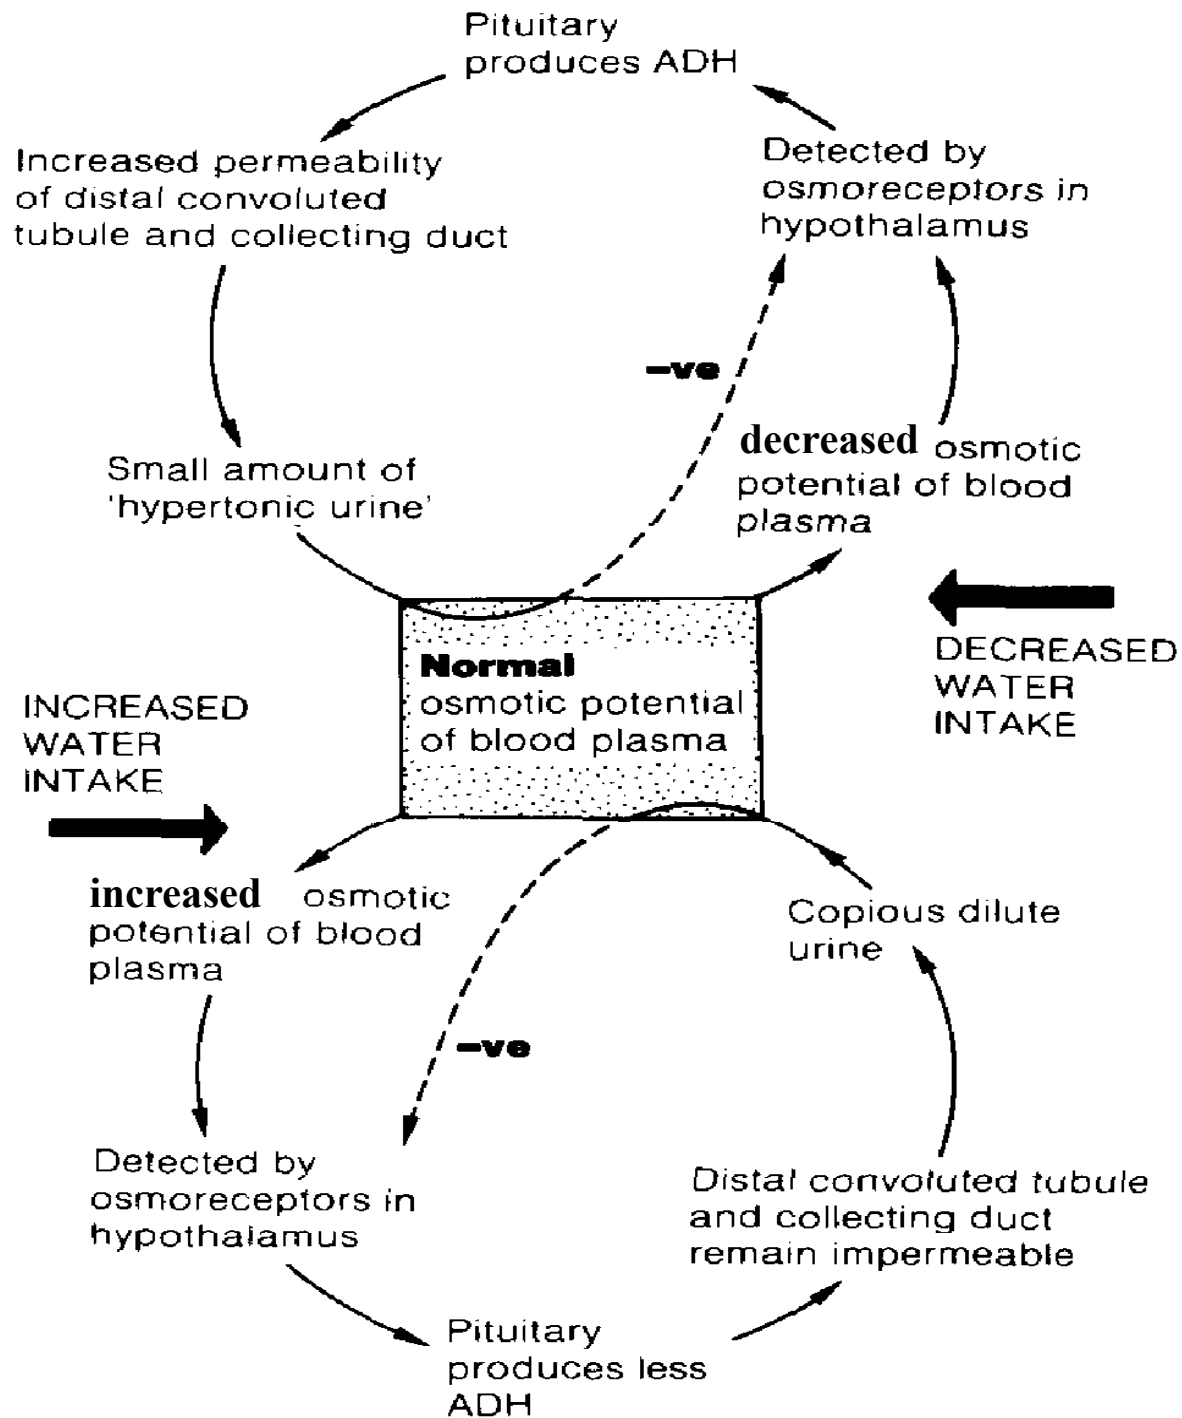 Pituitary
produces ADH
Increased permeability
of distal convoluted
tubule and collecting duct
Detected by
osmoreceptors in
hypothalamus
–ve
Small amount of
'hypertonic urine'
decreased osmotic
potential of blood
plasma
Normal
osmotic potential
of blood plasma
DECREASED
WATER
INTAKE
INCREASED
WATER
INTAKE
increased osmotic
potential of blood
plasma
Copious dilute
urine
–ve
Detected by
osmoreceptors in
hypothalamus
Distal convoluted tubule
and collecting duct
remain impermeable
Pituitary
produces less
ADH